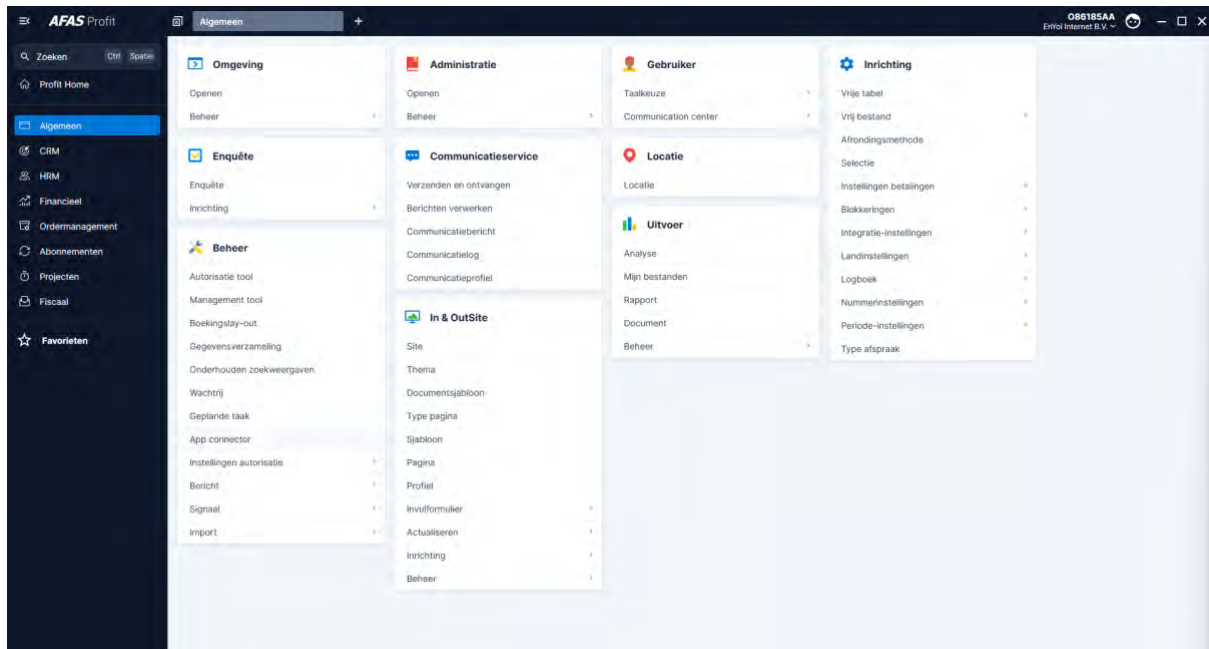 AFAS Profit
Algemeen
+
O86185AA
EnYoi Internet B.V.
Zoeken Ctrl Spatie
Profit Home
Algemeen
CRM
HRM
Financieel
Ordermanagement
Abonnementen
Projecten
Fiscaal
Favorieten
Omgeving
Openen
Beheer
Enquête
Enquête
Inrichting
Beheer
Autorisatie tool
Management tool
Boekingslay-out
Gegevensverzameling
Onderhouden zoekweergaven
Wachtrij
Geplande taak
App connector
Instellingen autorisatie
Bericht
Signaal
Import
Administratie
Openen
Beheer
Communicatieservice
Verzenden en ontvangen
Berichten verwerken
Communicatiebericht
Communicatielog
Communicatieprofiel
In & OutSite
Site
Thema
Documentsjabloon
Type pagina
Sjabloon
Pagina
Profiel
Invulformulier
Actualiseren
Inrichting
Beheer
Gebruiker
Taalkeuze
Communication center
Locatie
Locatie
Uitvoer
Analyse
Mijn bestanden
Rapport
Document
Beheer
Inrichting
Vrije tabel
Vrij bestand
Afrondingsmethode
Selectie
Instellingen betalingen
Blokkeringen
Integratie-instellingen
Landinstellingen
Logboek
Nummerinstellingen
Periode-instellingen
Type afspraak